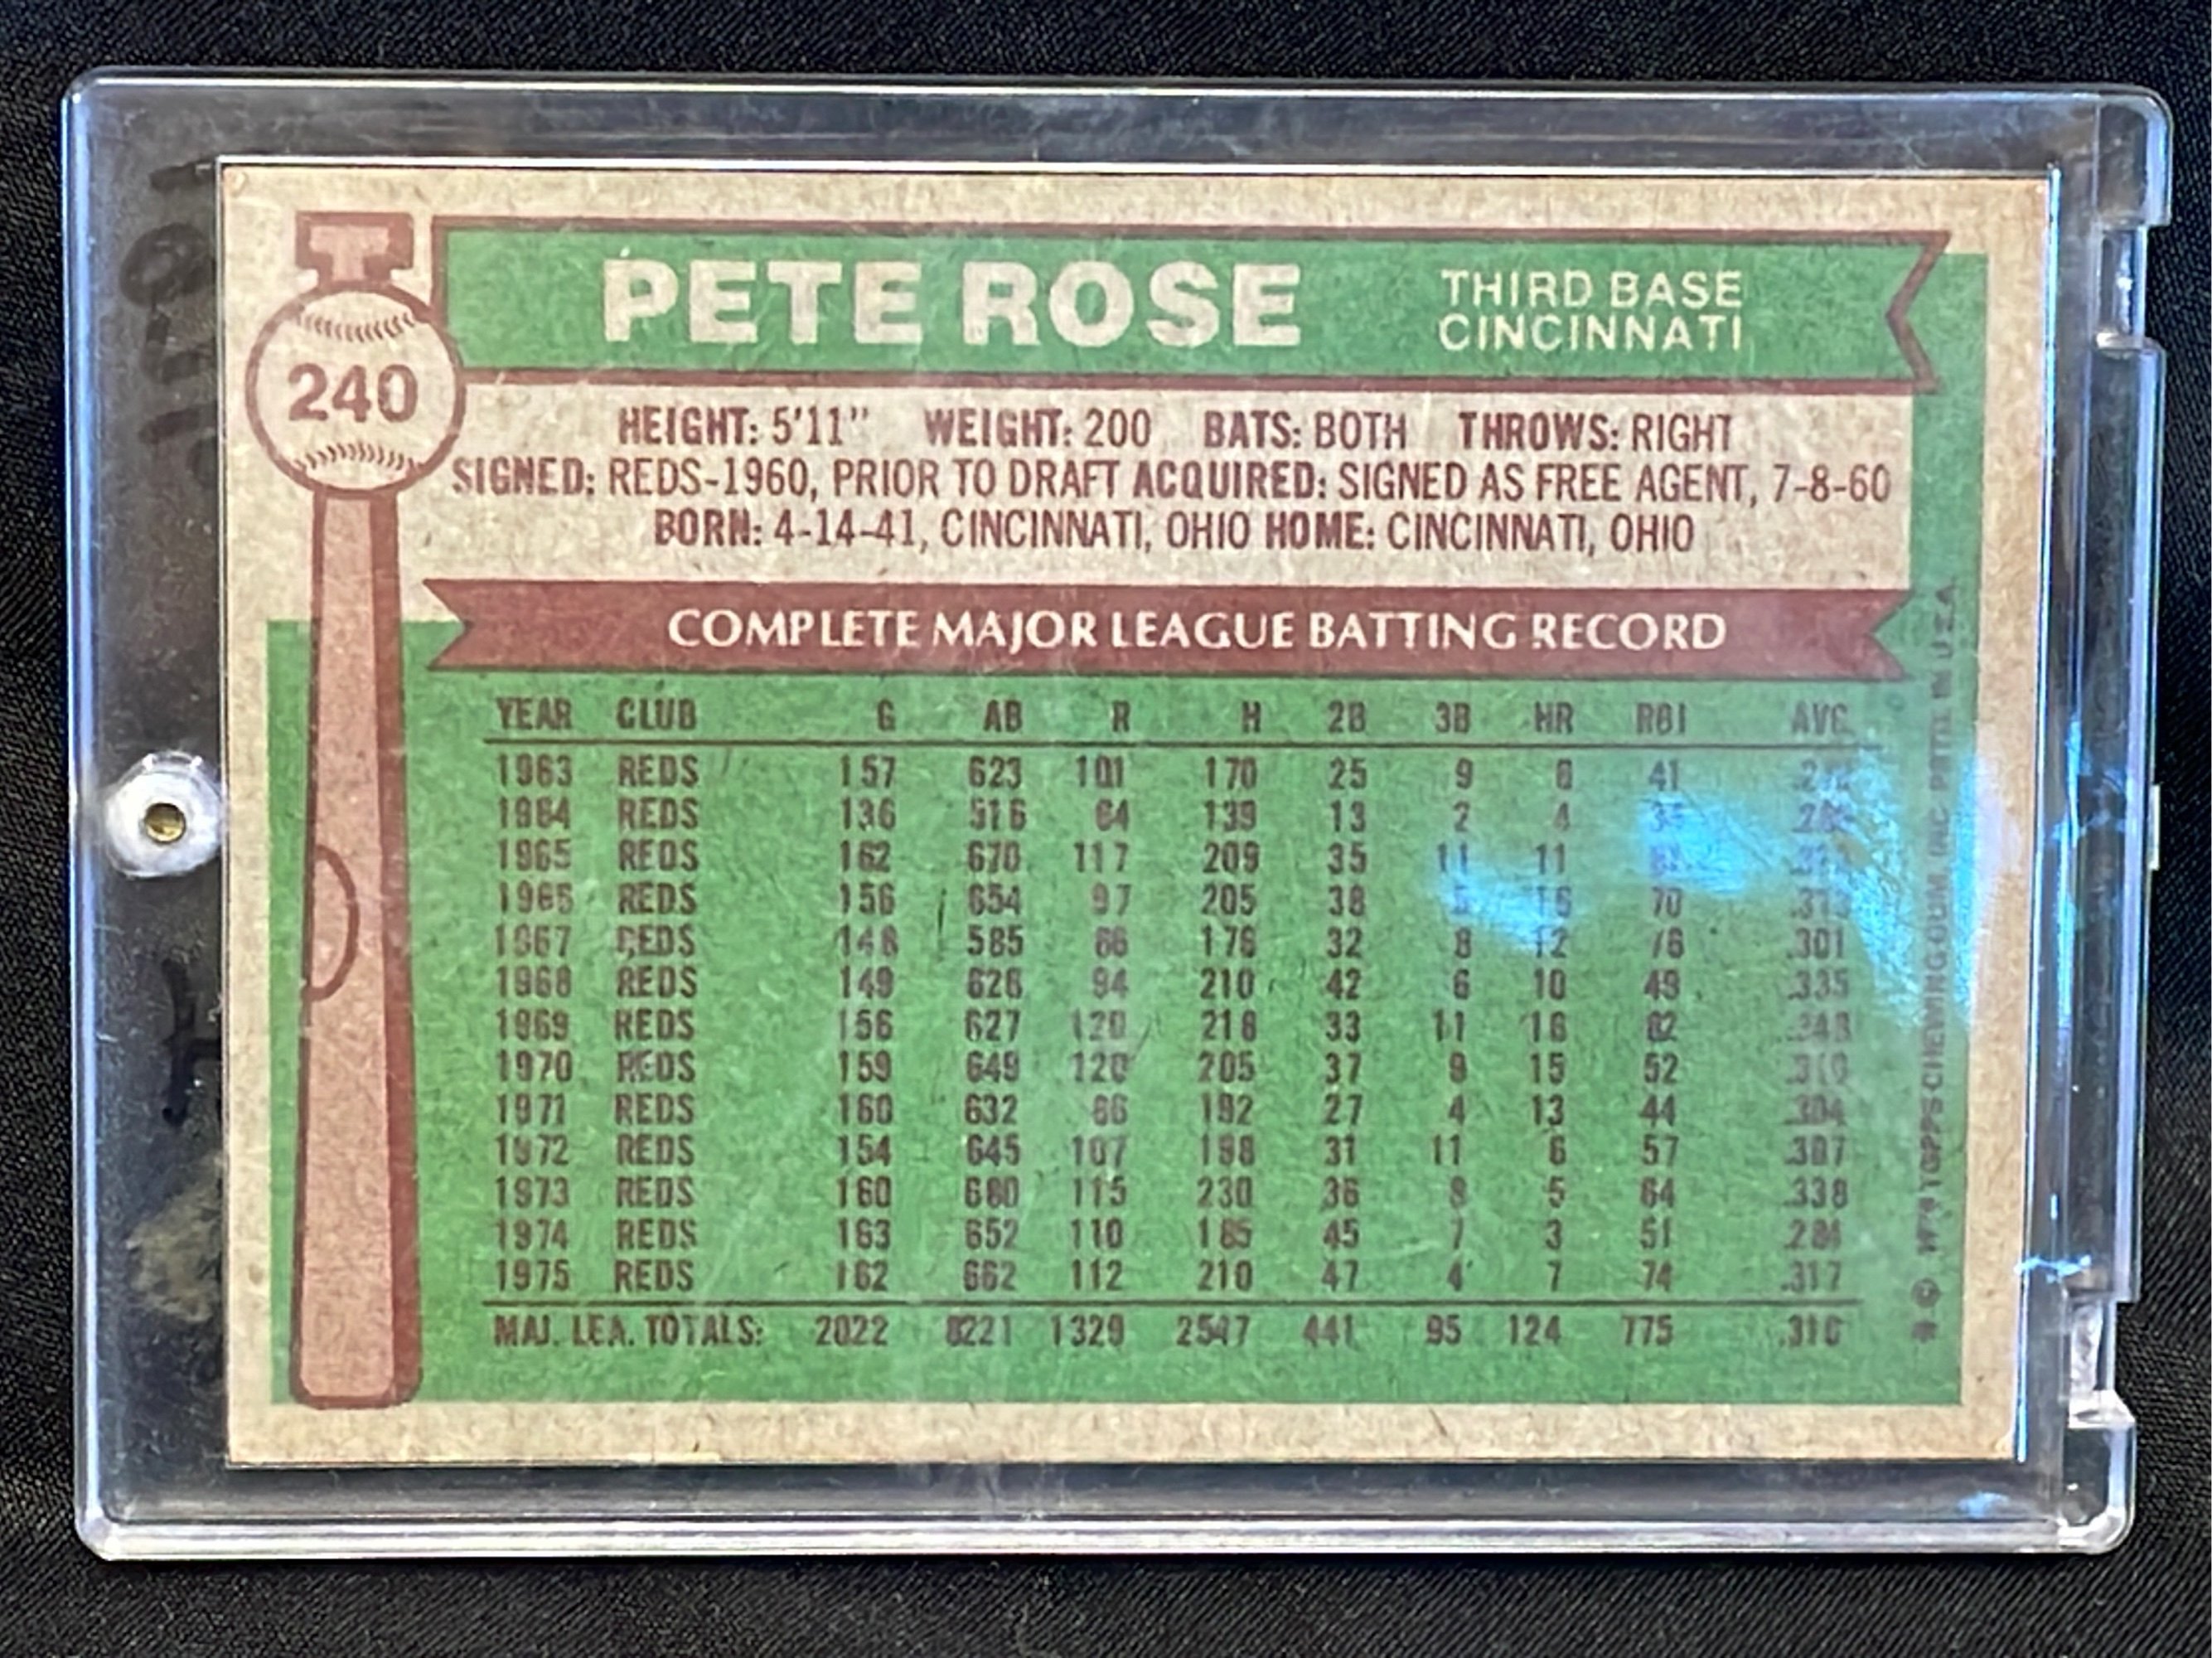 PETE ROSE
THIRD BASE
CINCINNATI
240
HEIGHT: 5'11" WEIGHT: 200 BATS: BOTH THROWS: RIGHT
SIGNED: REDS-1960, PRIOR TO DRAFT ACQUIRED: SIGNED AS FREE AGENT, 7-8-60
BORN: 4-14-41, CINCINNATI, OHIO HOME: CINCINNATI, OHIO
COMPLETE MAJOR LEAGUE BATTING RECORD
YEAR CLUB G AB R H 2B 3B HR RBI AVG.
1963 REDS 157 623 101 170 25 9 6 41
1964 REDS 136 516 64 139 13 2 4
1965 REDS 162 670 117 209 35 11 11
1966 REDS 156 654 97 205 38 5 16 70 .313
1967 REDS 148 585 86 176 32 8 12 76 .301
1968 REDS 149 626 94 210 42 6 10 49 .335
1969 REDS 156 627 120 218 33 11 16 82 .348
1970 REDS 159 649 120 205 37 9 15 52 .316
1971 REDS 160 632 86 192 27 4 13 44 .304
1972 REDS 154 645 107 198 31 11 6 57 .307
1973 REDS 160 680 115 230 36 8 5 64 .338
1974 REDS 163 652 110 185 45 7 3 51 .284
1975 REDS 162 662 112 210 47 4 7 74 .317
MAJ. LEA. TOTALS: 2022 8221 1329 2547 441 95 124 775 .310
* © TOPPS CHEWING GUM, INC. PRTD. IN U.S.A.